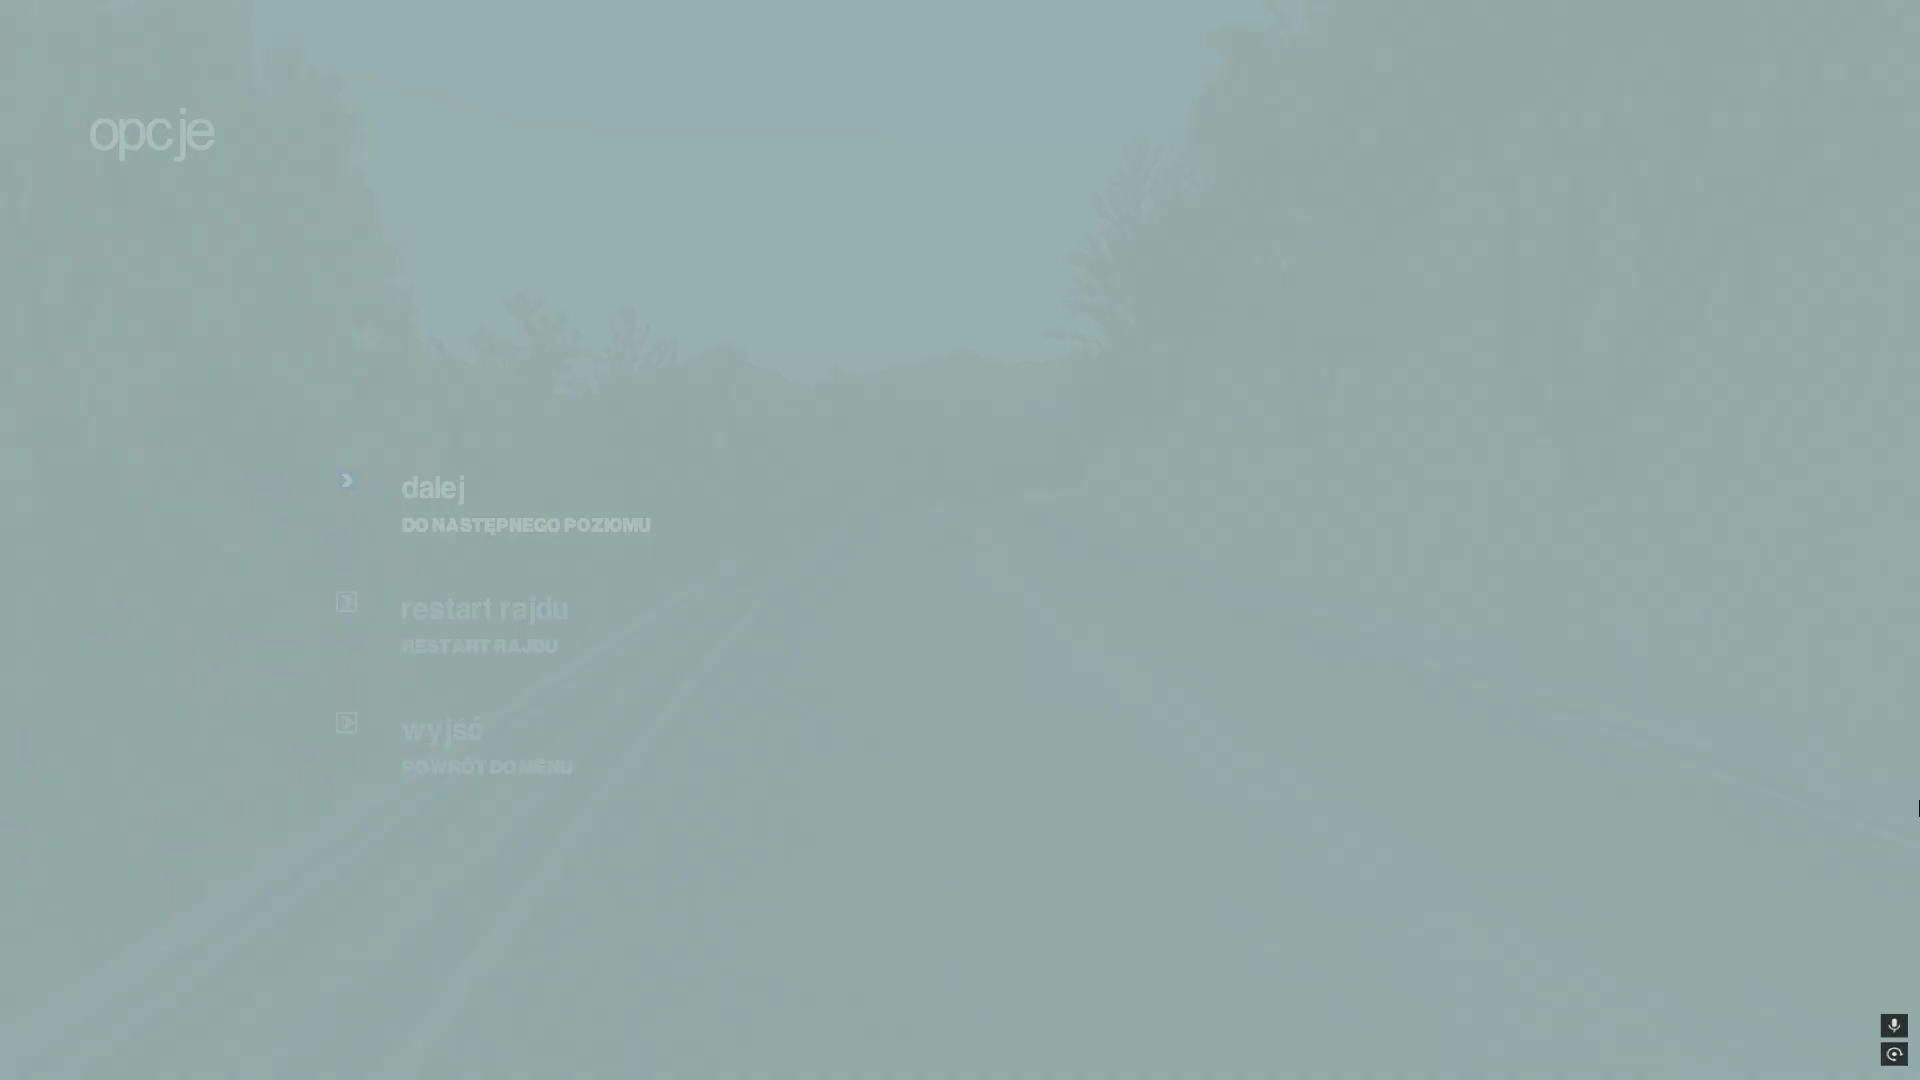 opcje
dalej
DO NASTĘPNEGO POZIOMU
restart rajdu
RESTART RAJDU
wyjść
POWRÓT DO MENU